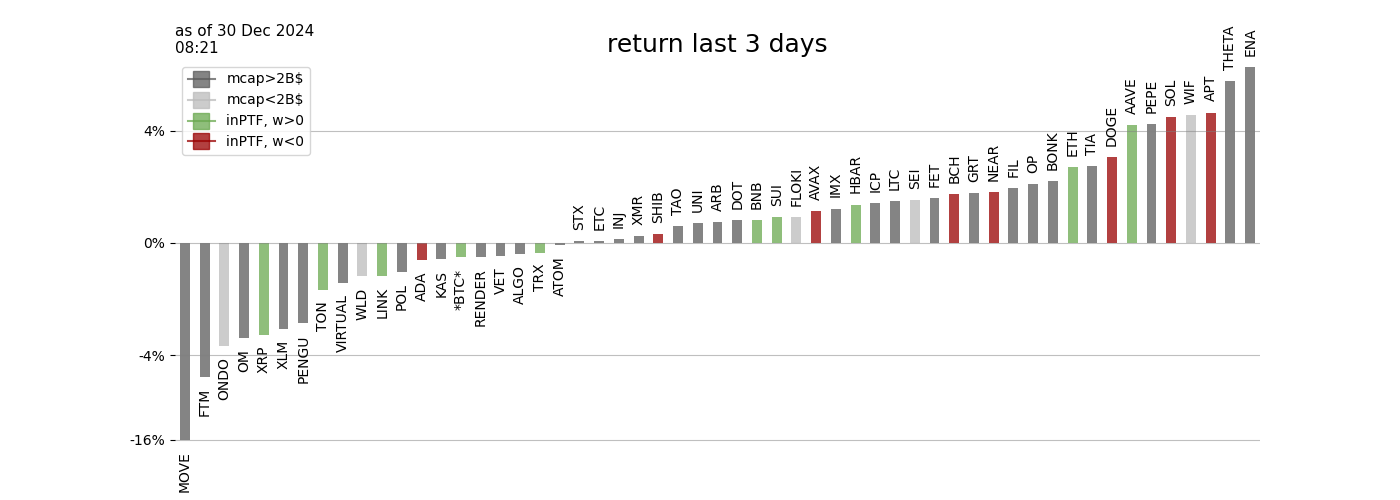 as of 30 Dec 2024
08:21
return last 3 days
mcap>2B$
mcap<2B$
inPTF, w>0
inPTF, w<0
4%
0%
-4%
-16%
MOVE
FTM
ONDO
OM
XRP
XLM
PENGU
TON
VIRTUAL
WLD
LINK
POL
ADA
KAS
*BTC*
RENDER
VET
ALGO
TRX
ATOM
STX
ETC
INJ
XMR
SHIB
TAO
UNI
ARB
DOT
BNB
SUI
FLOKI
AVAX
IMX
HBAR
ICP
LTC
SEI
FET
BCH
GRT
NEAR
FIL
OP
BONK
ETH
TIA
DOGE
AAVE
PEPE
SOL
WIF
APT
THETA
ENA